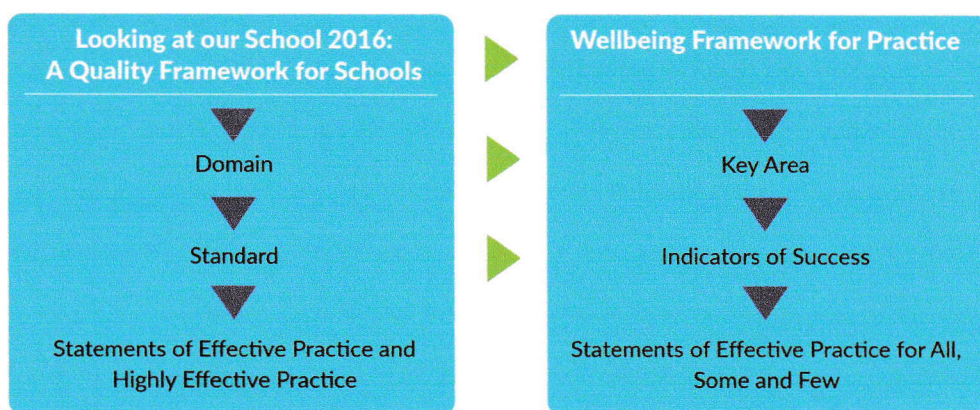 Looking at our School 2016:
A Quality Framework for Schools
Domain
Standard
Statements of Effective Practice and
Highly Effective Practice
Wellbeing Framework for Practice
Key Area
Indicators of Success
Statements of Effective Practice for All,
Some and Few